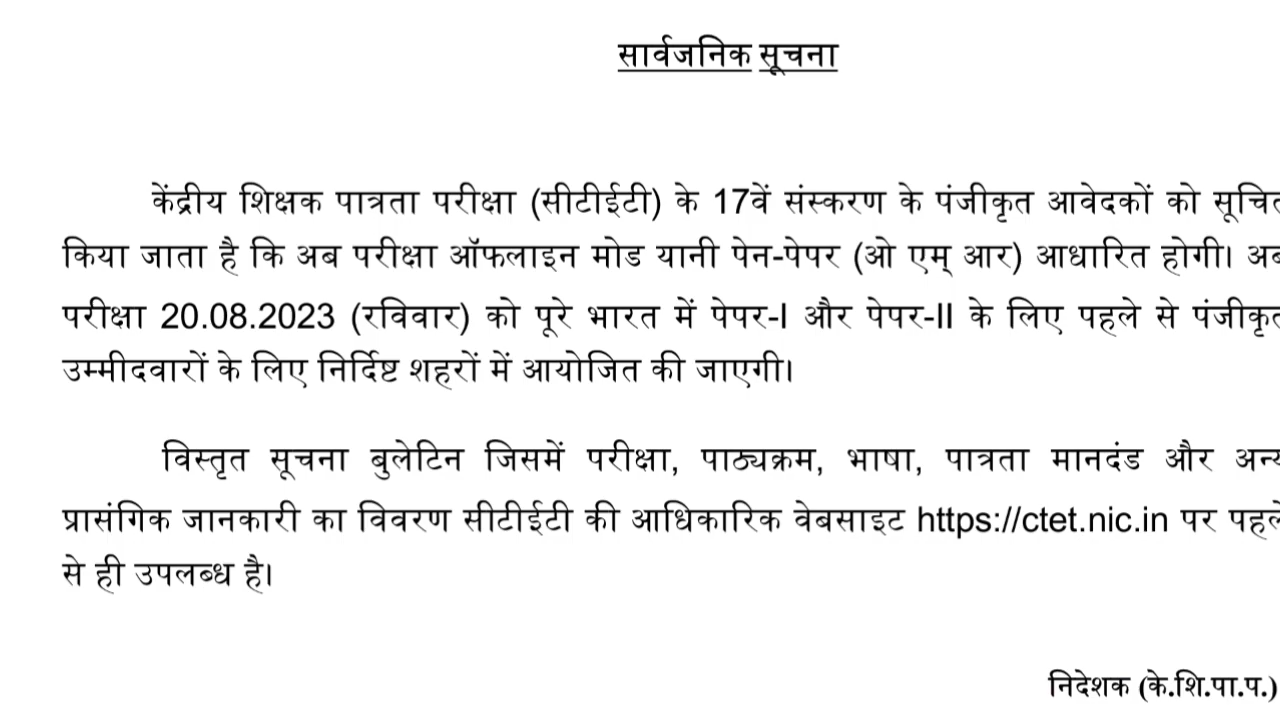 सार्वजनिक सूचना
केंद्रीय शिक्षक पात्रता परीक्षा (सीटीईटी) के 17वें संस्करण के पंजीकृत आवेदकों को सूचित
किया जाता है कि अब परीक्षा ऑफलाइन मोड यानी पेन-पेपर (ओ एम् आर) आधारित होगी। अब
परीक्षा 20.08.2023 (रविवार) को पूरे भारत में पेपर-I और पेपर-II के लिए पहले से पंजीकृत
उम्मीदवारों के लिए निर्दिष्ट शहरों में आयोजित की जाएगी।
विस्तृत सूचना बुलेटिन जिसमें परीक्षा, पाठ्यक्रम, भाषा, पात्रता मानदंड और अन्य
प्रासंगिक जानकारी का विवरण सीटीईटी की आधिकारिक वेबसाइट https://ctet.nic.in पर पहले
से ही उपलब्ध है।
निदेशक (के.शि.पा.प.)